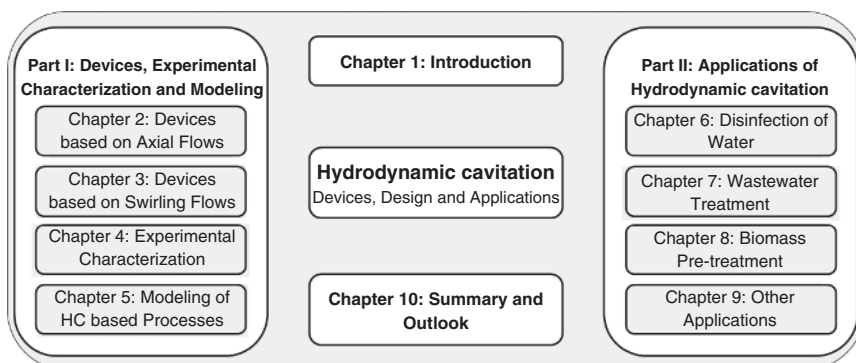 Part I: Devices, Experimental
Characterization and Modeling
Chapter 2: Devices
based on Axial Flows
Chapter 3: Devices
based on Swirling Flows
Chapter 4: Experimental
Characterization
Chapter 5: Modeling of
HC based Processes
Chapter 1: Introduction
Hydrodynamic cavitation
Devices, Design and Applications
Chapter 10: Summary and
Outlook
Part II: Applications of
Hydrodynamic cavitation
Chapter 6: Disinfection of
Water
Chapter 7: Wastewater
Treatment
Chapter 8: Biomass
Pre-treatment
Chapter 9: Other
Applications